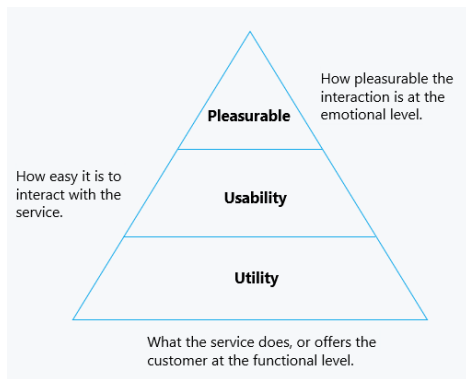 How pleasurable the
interaction is at the
emotional level.
Pleasurable
How easy it is to
interact with the
service.
Usability
Utility
What the service does, or offers the
customer at the functional level.